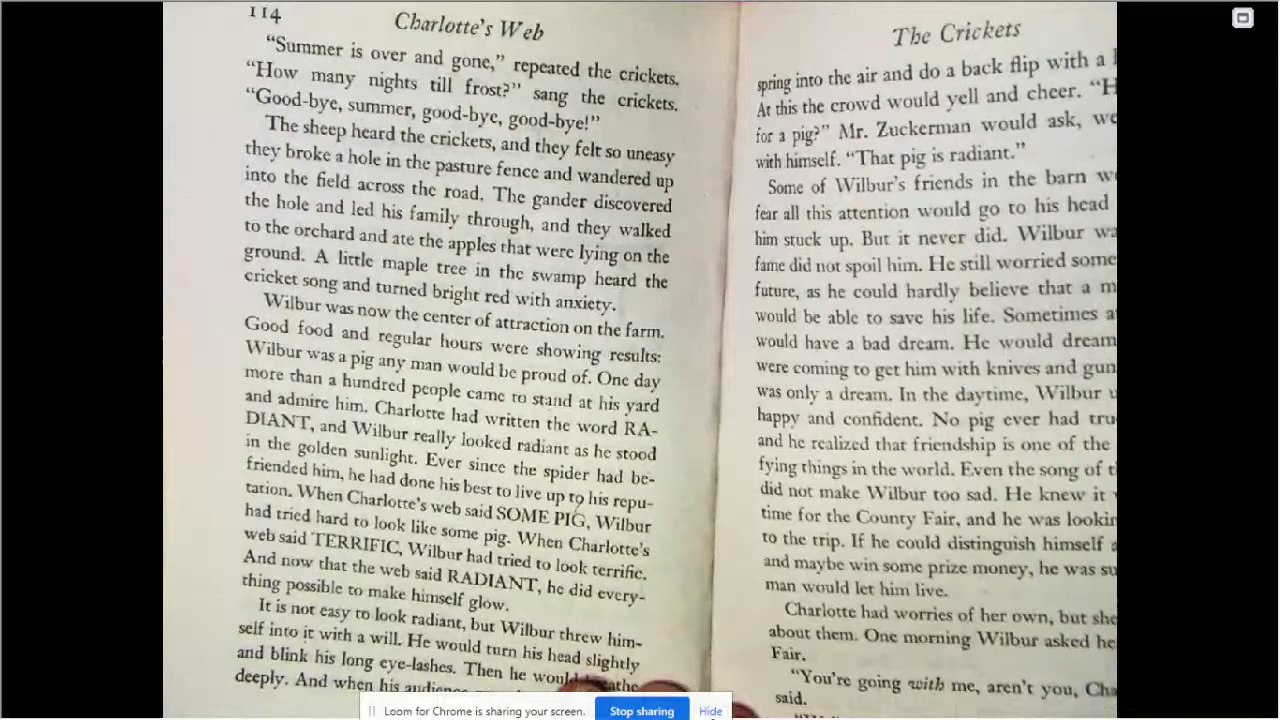 114
Charlotte's Web
"Summer is over and gone," repeated the crickets.
"How many nights till frost?" sang the crickets.
"Good-bye, summer, good-bye, good-bye!"
The sheep heard the crickets, and they felt so uneasy
they broke a hole in the pasture fence and wandered up
into the field across the road. The gander discovered
the hole and led his family through, and they walked
to the orchard and ate the apples that were lying on the
ground. A little maple tree in the swamp heard the
cricket song and turned bright red with anxiety.
Wilbur was now the center of attraction on the farm.
Good food and regular hours were showing results:
Wilbur was a pig any man would be proud of. One day
more than a hundred people came to stand at his yard
and admire him. Charlotte had written the word RA-
DIANT, and Wilbur really looked radiant as he stood
in the golden sunlight. Ever since the spider had be-
friended him, he had done his best to live up to his repu-
tation. When Charlotte's web said SOME PIG, Wilbur
had tried hard to look like some pig. When Charlotte's
web said TERRIFIC, Wilbur had tried to look terrific.
And now that the web said RADIANT, he did every-
thing possible to make himself glow.
It is not easy to look radiant, but Wilbur threw him-
self into it with a will. He would turn his head slightly
and blink his long eye-lashes. Then he would
deeply. And when his
The Crickets
spring into the air and do a back flip with a
At this the crowd would yell and cheer.
for a pig?" Mr. Zuckerman would ask,
with himself. "That pig is radiant."
Some of Wilbur's friends in the barn
fear all this attention would go to his head
him stuck up. But it never did. Wilbur
fame did not spoil him. He still worried some
future, as he could hardly believe that a
would be able to save his life. Sometimes
would have a bad dream. He would dream
were coming to get him with knives and
was only a dream. In the daytime, Wilbur
happy and confident. No pig ever had
and he realized that friendship is one of the
fying things in the world. Even the song of
did not make Wilbur too sad. He knew it
time for the County Fair, and he was
to the trip. If he could distinguish himself
and maybe win some prize money, he was
man would let him live.
Charlotte had worries of her own, but she
about them. One morning Wilbur asked
Fair.
"You're going with me, aren't you,
said.
Loom for Chrome is sharing your screen. Stop sharing Hide